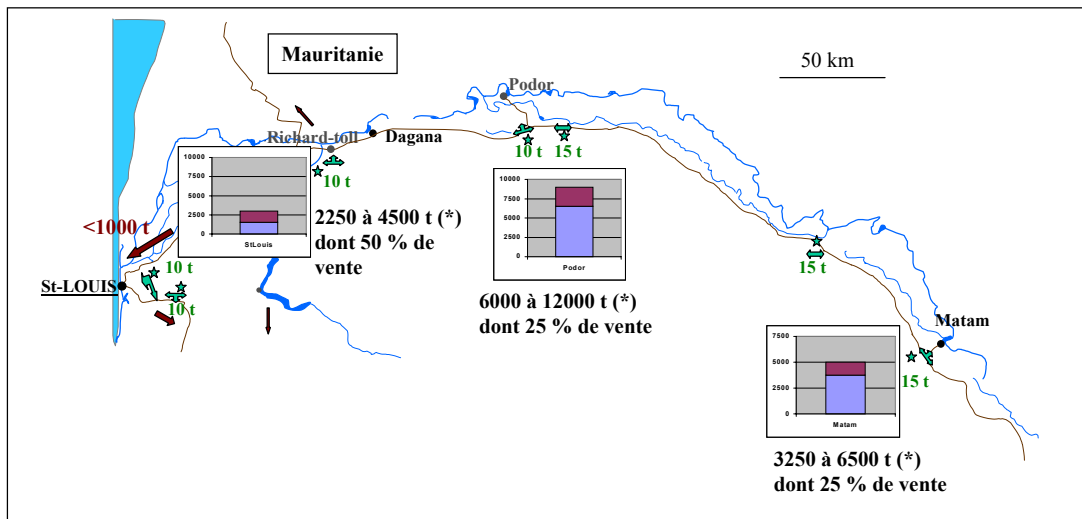 Mauritanie
50 km
Podor
Richard-toll
Dagana
10 t
15 t
10 t
10000
7500
5000
2500
0
StLouis
2250 à 4500 t (*)
dont 50 % de
vente
<1000 t
10 t
10 t
St-LOUIS
10000
7500
5000
2500
0
Podor
6000 à 12000 t (*)
dont 25 % de vente
15 t
Matam
15 t
7500
5000
2500
0
Matam
3250 à 6500 t (*)
dont 25 % de vente